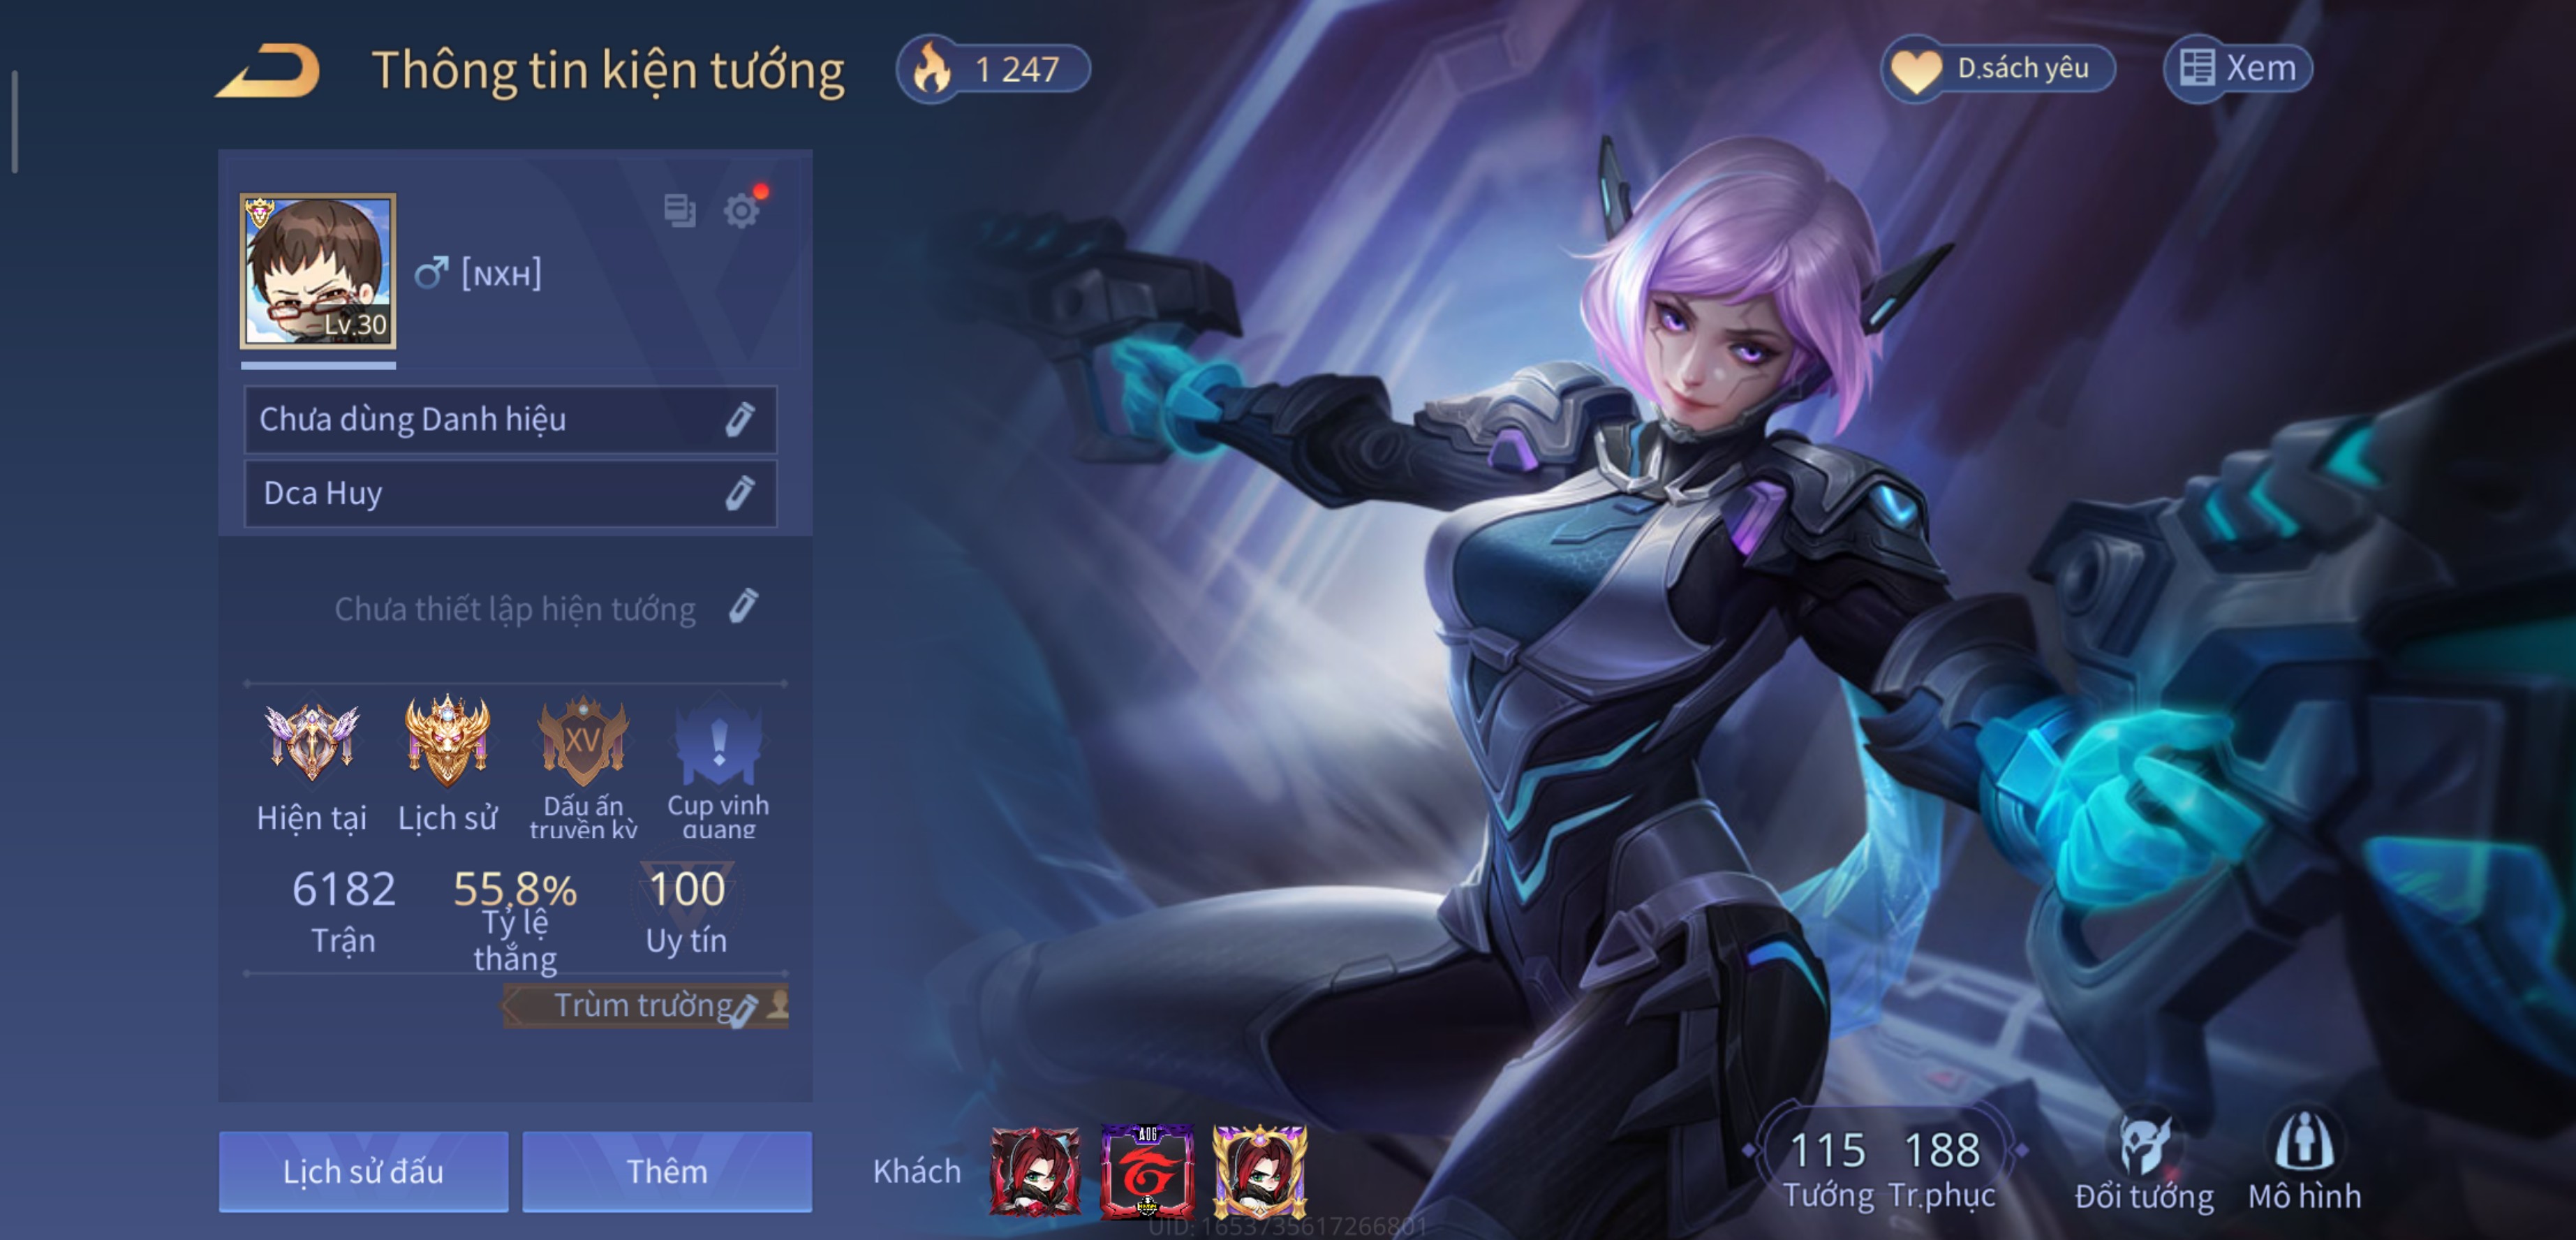 Thông tin kiện tướng
1 247
D.sách yêu
Xem
Lv.30
[NXH]
Chưa dùng Danh hiệu
Dca Huy
Chưa thiết lập hiện tướng
XV
Hiện tại
Lịch sử
Dấu ấn
truyền kỳ
Cup vinh
quang
6182
Trận
55.8%
Tỷ lệ
thắng
100
Uy tín
Trùm trường
Lịch sử đấu
Thêm
Khách
AOG
115
Tướng
188
Tr.phục
Đổi tướng
Mô hình
UID: 1653735617266801